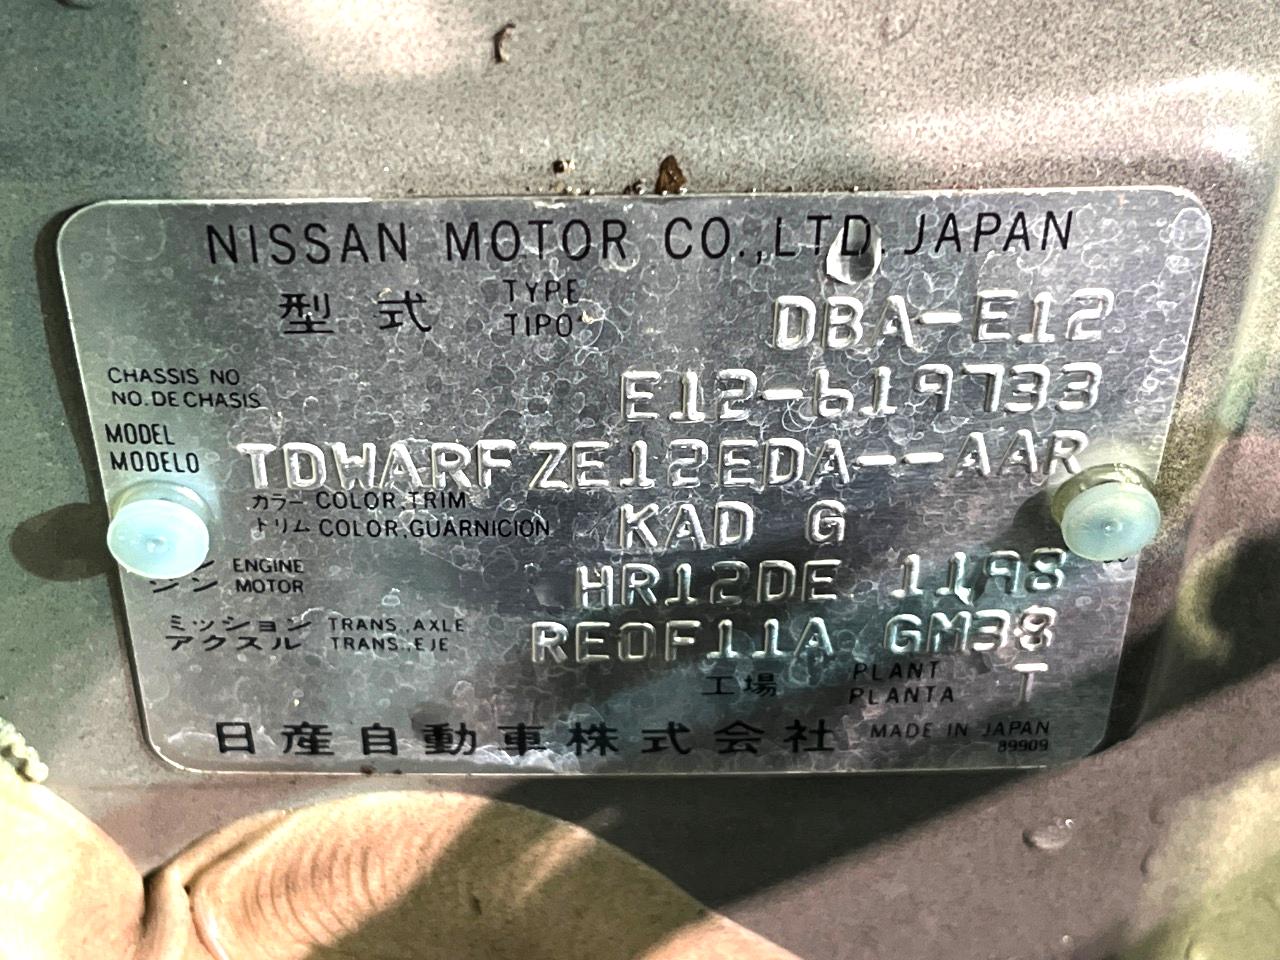 NISSAN MOTOR CO.,LTD. JAPAN
型式 TYPE TIPO DBA-E12
CHASSIS NO
NO.DE CHASIS E12-619733
MODEL
MODELO TDWARFZE12EDA--AAR
カラー COLOR,TRIM
トリム COLOR,GUARNICION KAD G
ENGINE
ジン MOTOR HR12DE 1198
ミッション TRANS.,AXLE
アクスル TRANS.,EJE RE0F11A GM38
工場 PLANT PLANTA T
日産自動車株式会社 MADE IN JAPAN
89909